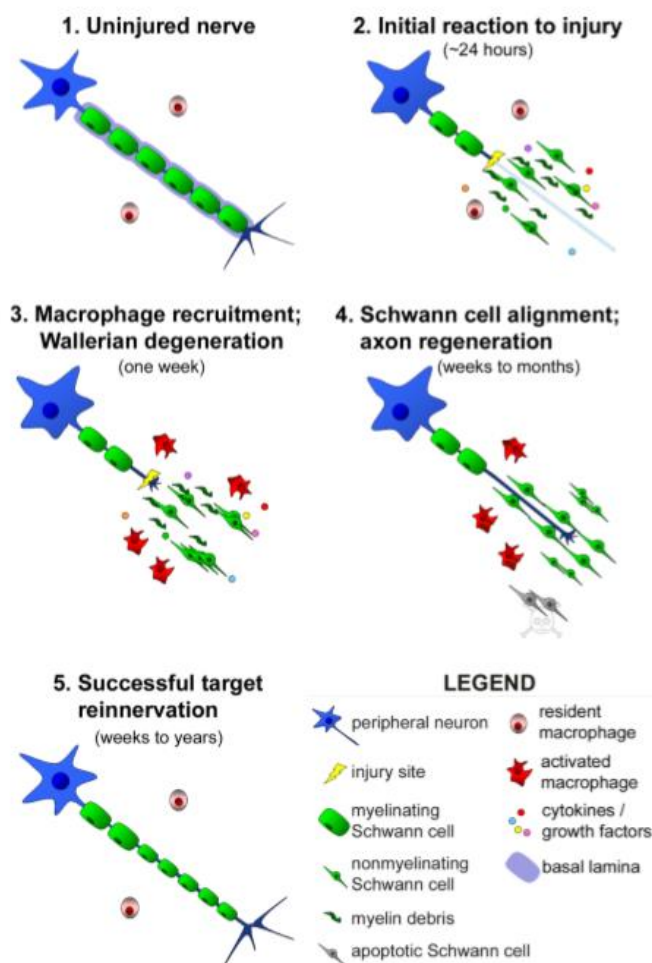 1. Uninjured nerve
2. Initial reaction to injury
(~24 hours)
3. Macrophage recruitment;
Wallerian degeneration
(one week)
4. Schwann cell alignment;
axon regeneration
(weeks to months)
5. Successful target
reinnervation
(weeks to years)
LEGEND
peripheral neuron
injury site
myelinating
Schwann cell
nonmyelinating
Schwann cell
myelin debris
apoptotic Schwann cell
resident
macrophage
activated
macrophage
cytokines /
growth factors
basal lamina